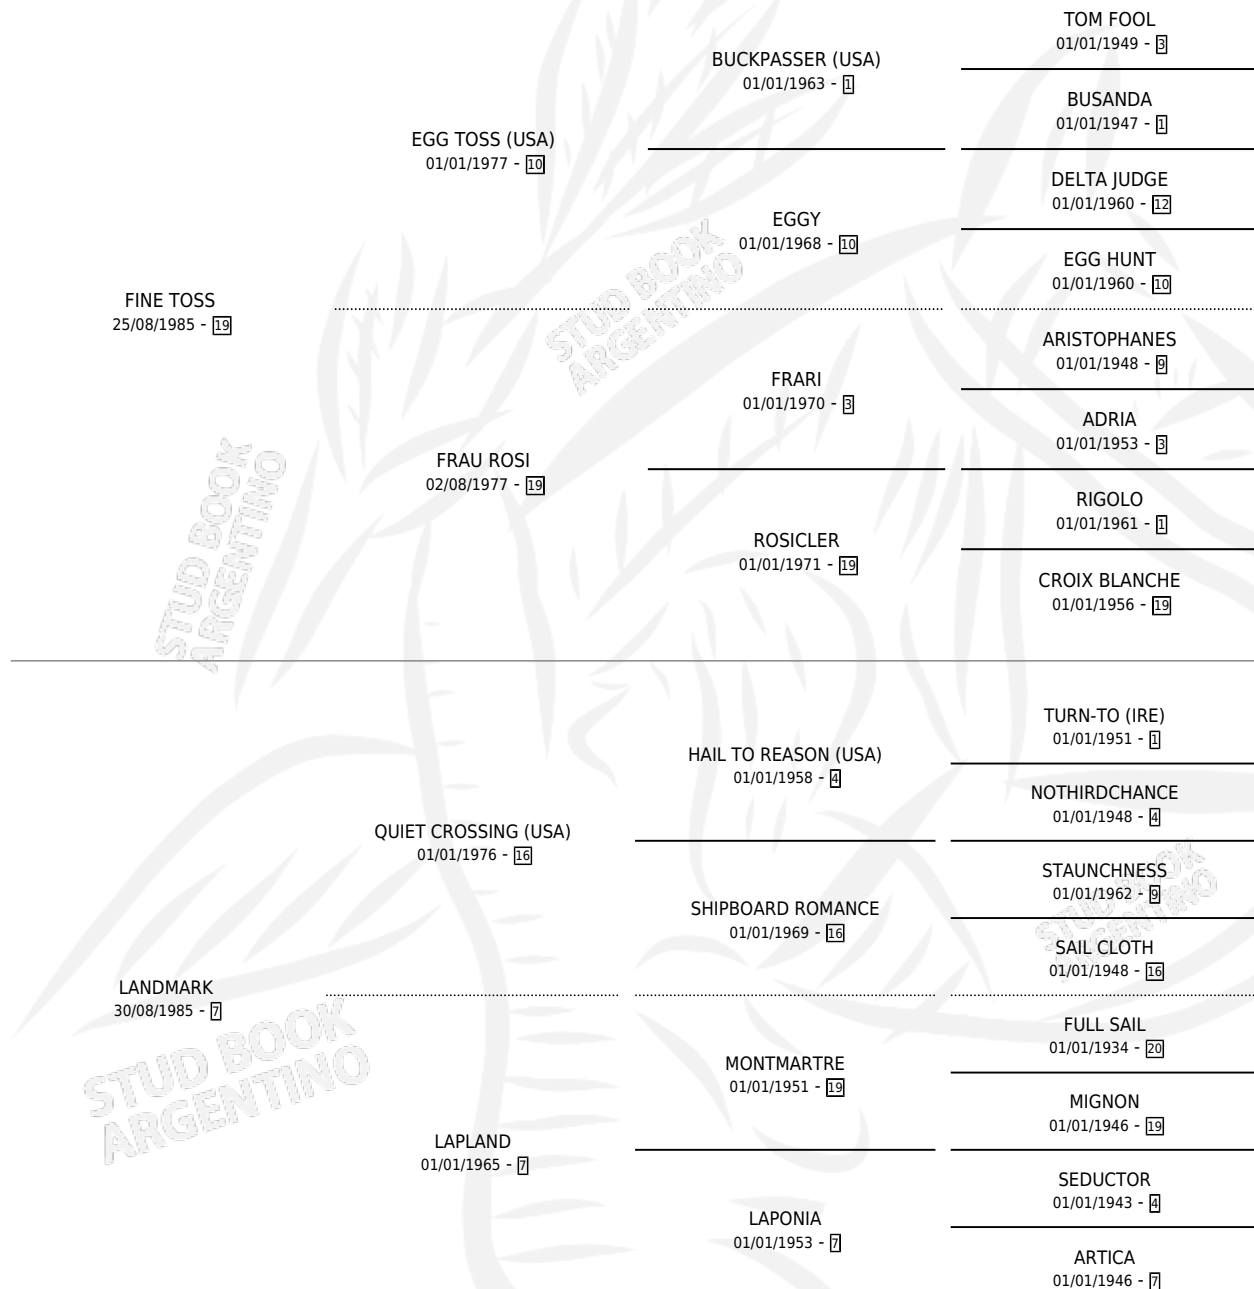 TOM FOOL
01/01/1949 - 3
BUCKPASSER (USA)
01/01/1963 - 1
BUSANDA
01/01/1947 - 1
EGG TOSS (USA)
01/01/1977 - 10
DELTA JUDGE
01/01/1960 - 12
EGGY
01/01/1968 - 10
EGG HUNT
01/01/1960 - 10
FINE TOSS
25/08/1985 - 19
STUD BOOK
ARGENTINO
ARISTOPHANES
01/01/1948 - 9
FRARI
01/01/1970 - 3
ADRIA
01/01/1953 - 3
FRAU ROSI
02/08/1977 - 19
RIGOLO
01/01/1961 - 1
ROSICLER
01/01/1971 - 19
CROIX BLANCHE
01/01/1956 - 19
STUD BOOK
ARGENTINO
TURN-TO (IRE)
01/01/1951 - 1
HAIL TO REASON (USA)
01/01/1958 - 4
NOTHIRDCHANCE
01/01/1948 - 4
QUIET CROSSING (USA)
01/01/1976 - 16
STAUNCHNESS
01/01/1962 - 9
SHIPBOARD ROMANCE
01/01/1969 - 16
SAIL CLOTH
01/01/1948 - 16
STUD BOOK
ARGENTINO
LANDMARK
30/08/1985 - 7
FULL SAIL
01/01/1934 - 20
MONTMARTRE
01/01/1951 - 19
MIGNON
01/01/1946 - 19
STUD BOOK
ARGENTINO
LAPLAND
01/01/1965 - 7
SEDUCTOR
01/01/1943 - 4
LAPONIA
01/01/1953 - 7
ARTICA
01/01/1946 - 7